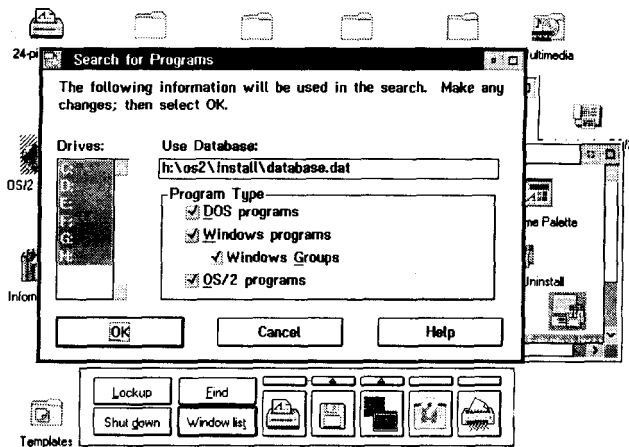 24-pi
Search for Programs
ultimedia
The following information will be used in the search. Make any
changes; then select OK.
Drives:
Use Database:
h:\os2\install\database.dat
OS/2
Program Type
DOS programs
Windows programs
Windows Groups
OS/2 programs
me Palette
Uninstall
Inform
OK
Cancel
Help
Lockup
Find
Shut down
Window list
Templates